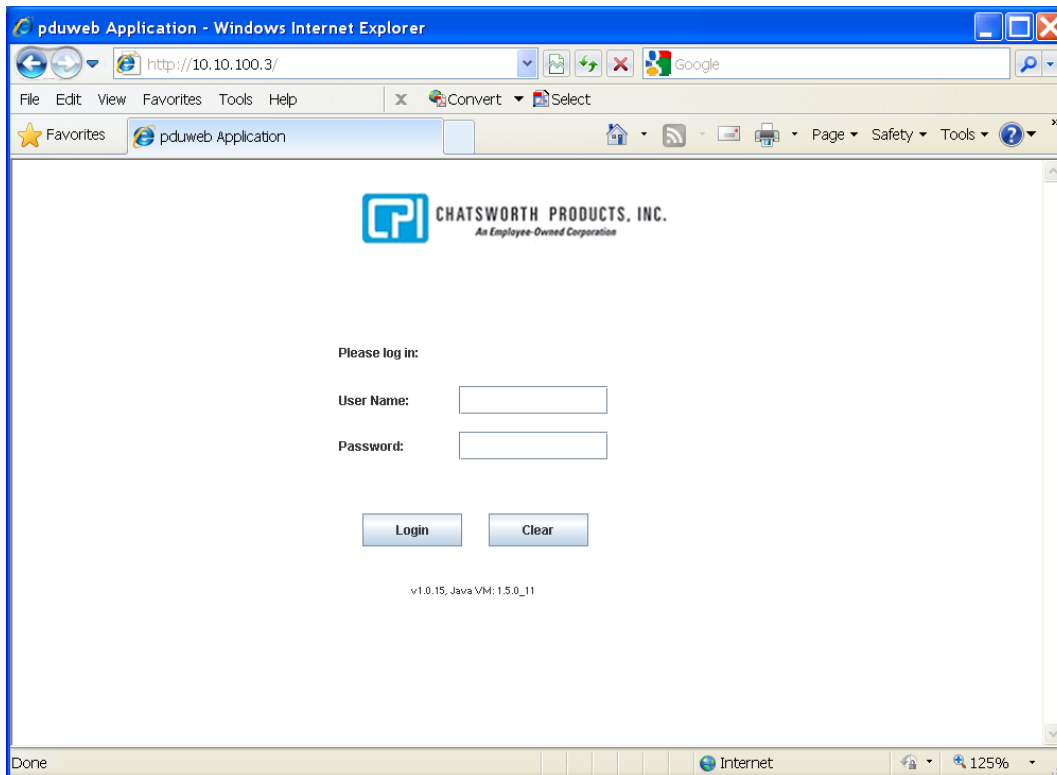 pduweb Application - Windows Internet Explorer
http://10.10.100.3/
Google
File Edit View Favorites Tools Help x Convert Select
Favorites pduweb Application Page Safety Tools ? »
CPI CHATSWORTH PRODUCTS, INC.
An Employee-Owned Corporation
Please log in:
User Name:
Password:
Login Clear
v1.0.15, Java VM: 1.5.0_11
Done Internet 125%